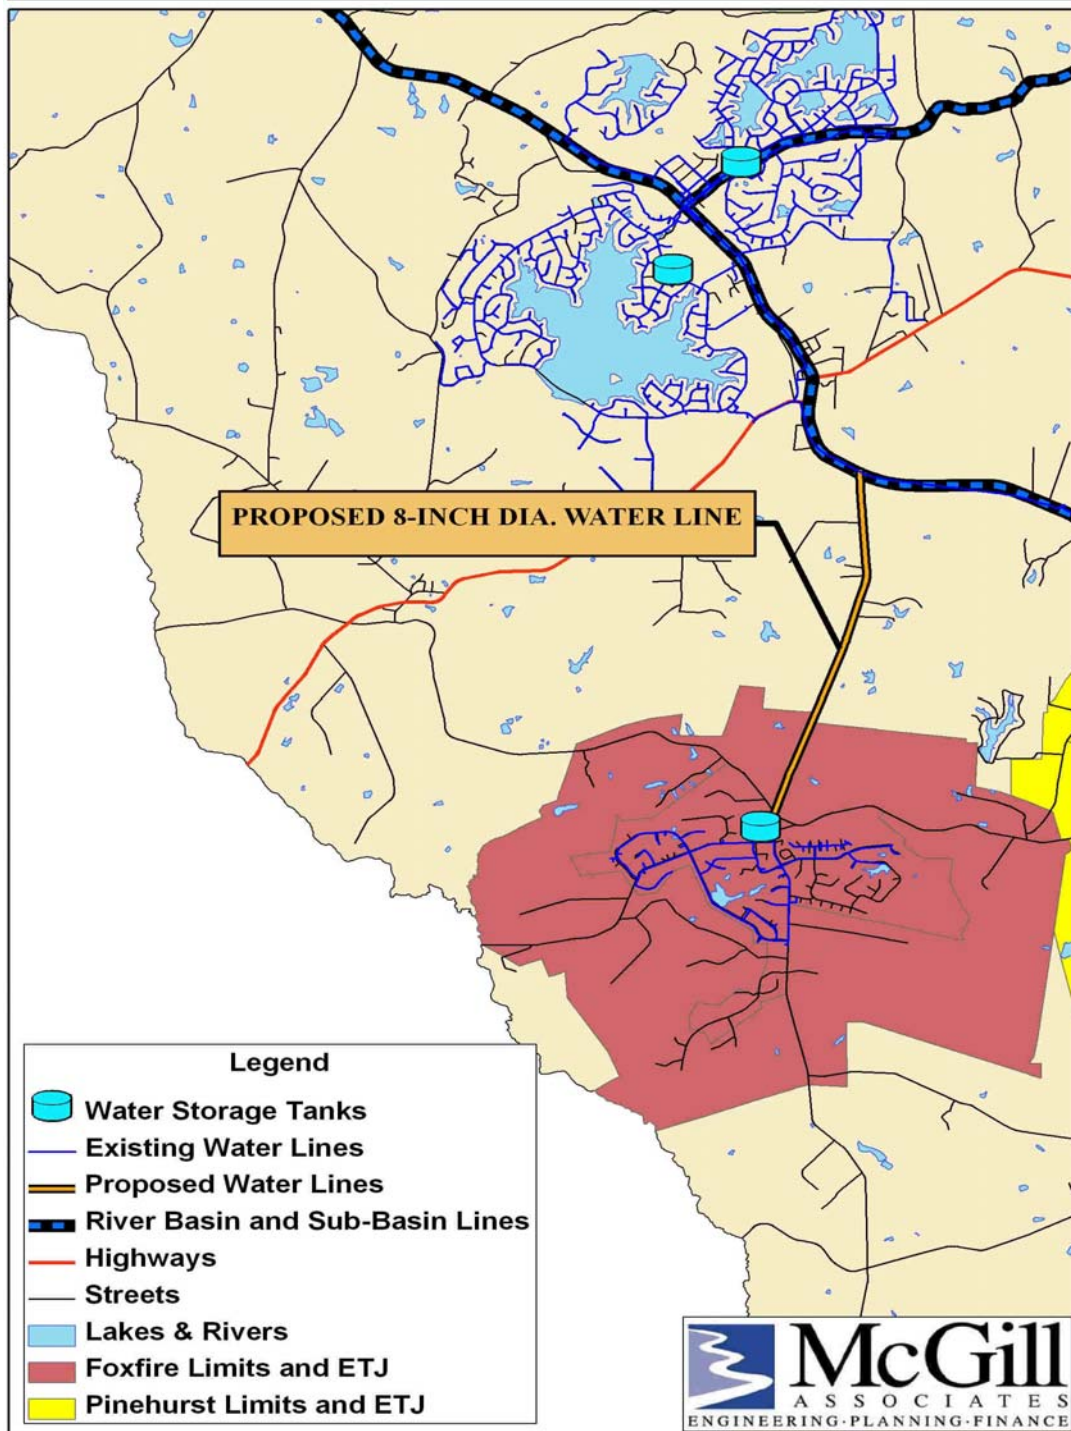 PROPOSED 8-INCH DIA. WATER LINE
Legend
Water Storage Tanks
Existing Water Lines
Proposed Water Lines
River Basin and Sub-Basin Lines
Highways
Streets
Lakes & Rivers
Foxfire Limits and ETJ
Pinehurst Limits and ETJ
McGill
ASSOCIATES
ENGINEERING·PLANNING·FINANCE